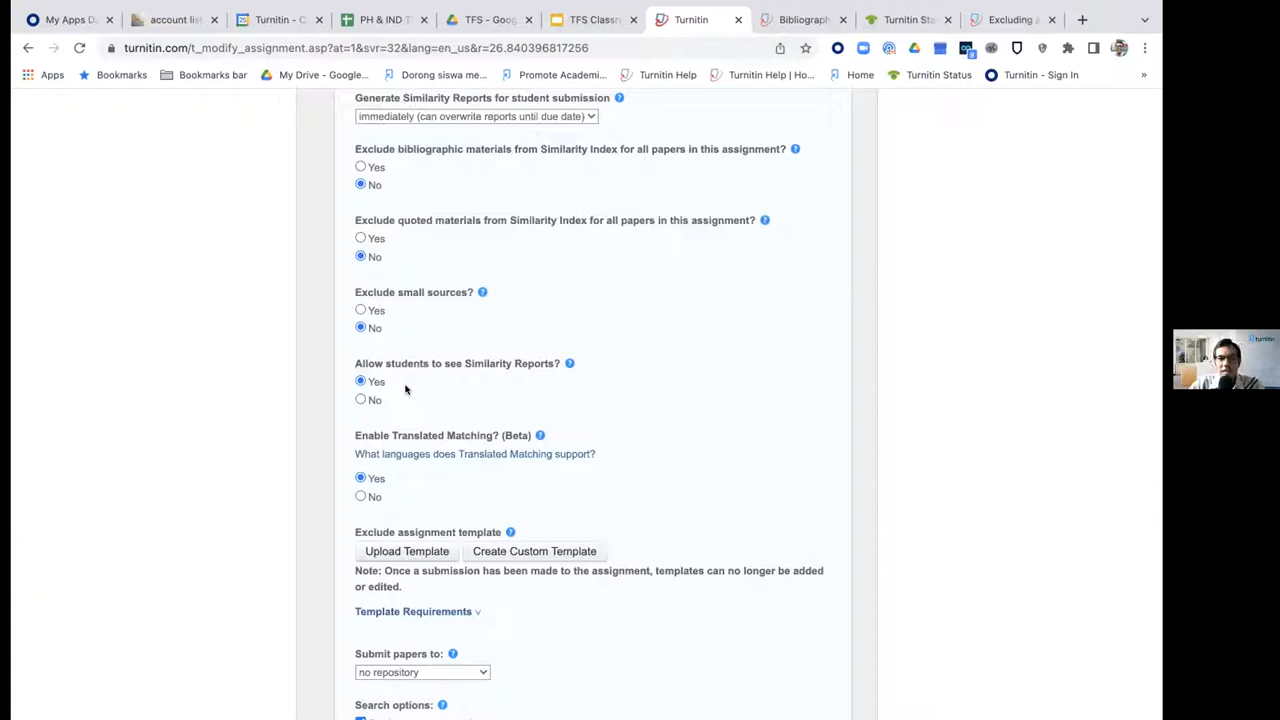 My Apps D
account list
Turnitin - C
PH & IND T
TFS - Goog
TFS Classr
Turnitin
Bibliograph
Turnitin Sta
Excluding a
turnitin.com/t_modify_assignment.asp?at=1&svr=32&lang=en_us&r=26.840396817256
Apps
Bookmarks
Bookmarks bar
My Drive - Google...
Dorong siswa me...
Promote Academi...
Turnitin Help
Turnitin Help | Ho...
Home
Turnitin Status
Turnitin - Sign In
»
Generate Similarity Reports for student submission
immediately (can overwrite reports until due date)
Exclude bibliographic materials from Similarity Index for all papers in this assignment?
Yes
No
Exclude quoted materials from Similarity Index for all papers in this assignment?
Yes
No
Exclude small sources?
Yes
No
Allow students to see Similarity Reports?
Yes
No
turnitin
Enable Translated Matching? (Beta)
What languages does Translated Matching support?
Yes
No
Exclude assignment template
Upload Template
Create Custom Template
Note: Once a submission has been made to the assignment, templates can no longer be added
or edited.
Template Requirements
Submit papers to:
no repository
Search options: